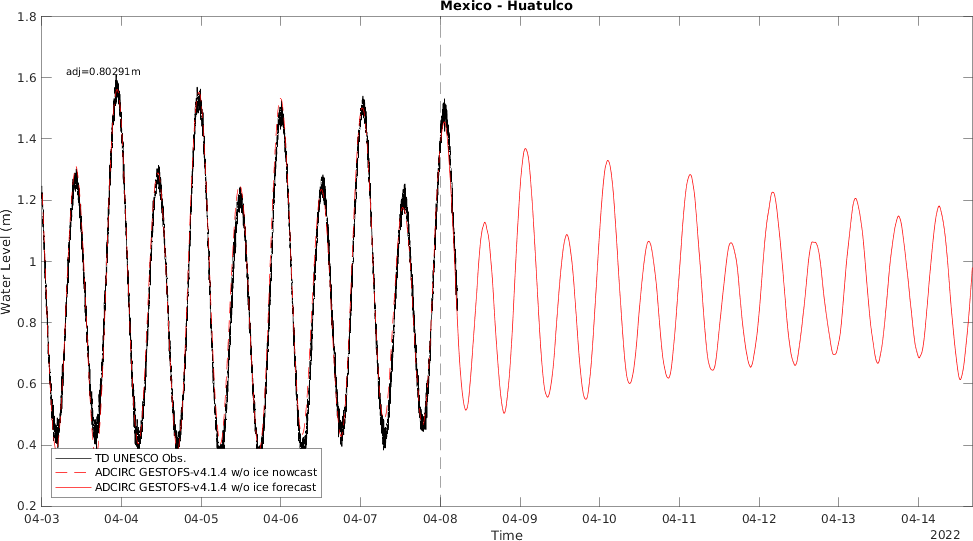 Mexico - Huatulco
1.8
1.6
1.4
1.2
1
0.8
0.6
0.4
0.2
Water Level (m)
adj=0.80291m
TD UNESCO Obs.
ADCIRC GESTOFS-v4.1.4 w/o ice nowcast
ADCIRC GESTOFS-v4.1.4 w/o ice forecast
04-03 04-04 04-05 04-06 04-07 04-08 04-09 04-10 04-11 04-12 04-13 04-14
2022
Time